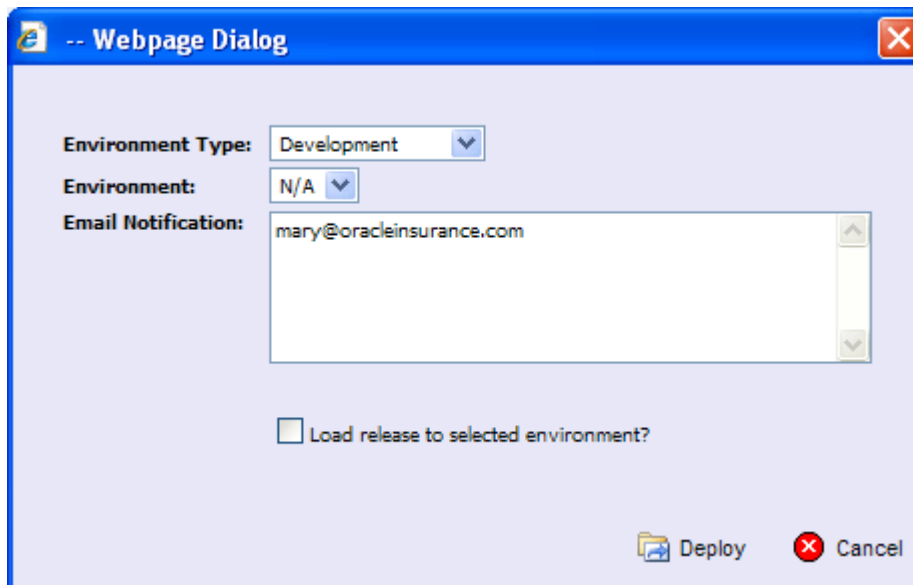 -- Webpage Dialog
Environment Type: Development
Environment: N/A
Email Notification: mary@oracleinsurance.com
Load release to selected environment?
Deploy Cancel